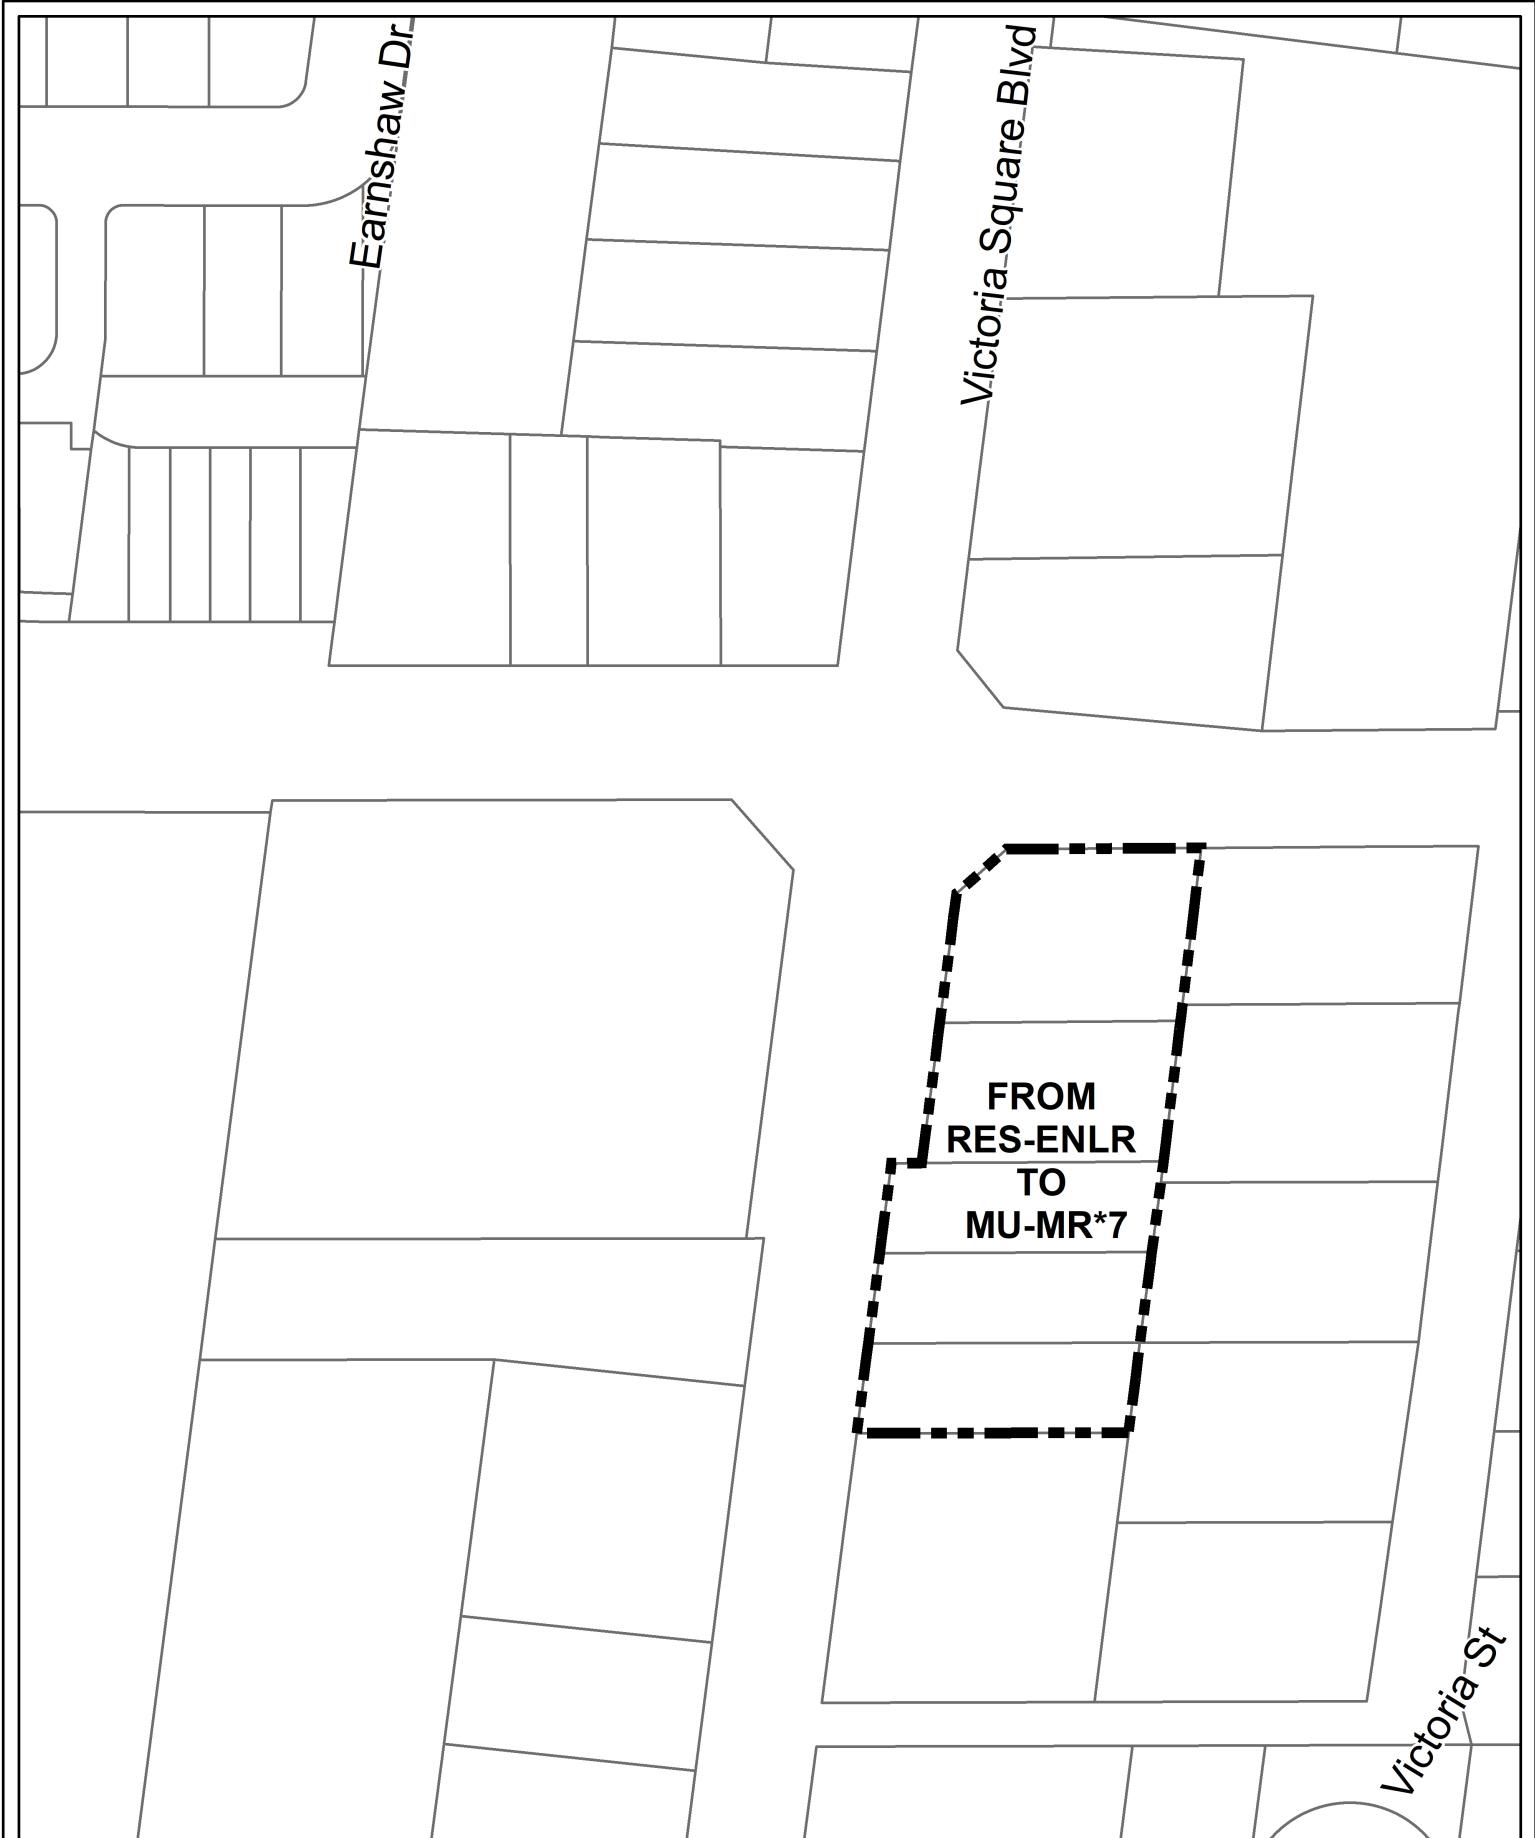 Earnshaw Dr
Victoria Square Blvd
FROM
RES-ENLR
TO
MU-MR*7
Victoria St